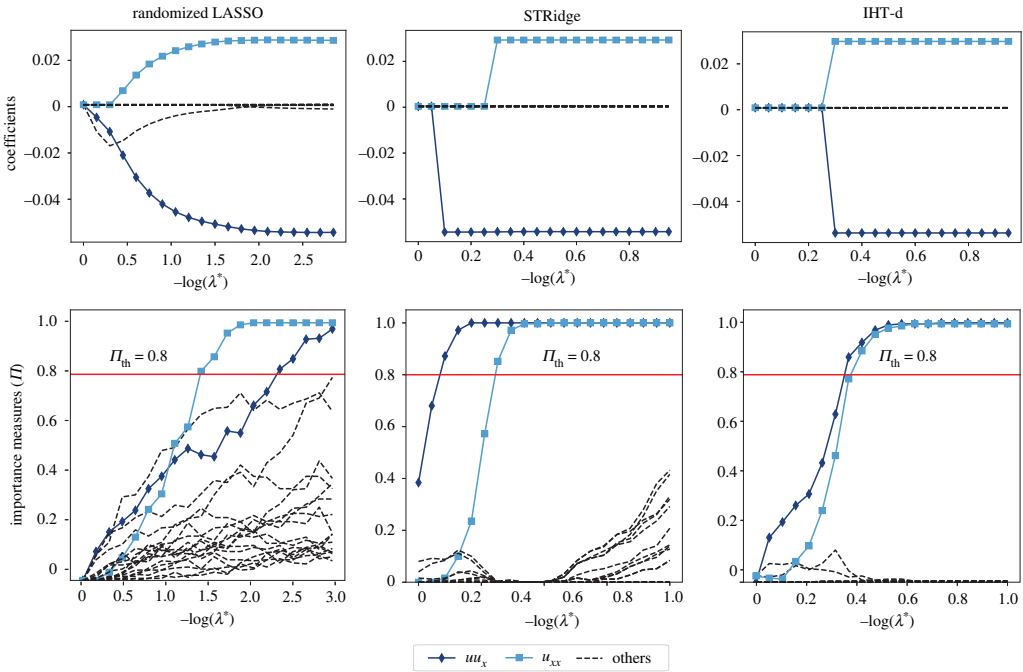 randomized LASSO
STRidge
IHT-d
coefficients
0.02
0
–0.02
–0.04
0 0.5 1.0 1.5 2.0 2.5
–log(λ*)
0.02
0
–0.02
–0.04
0 0.2 0.4 0.6 0.8
–log(λ*)
0.02
0
–0.02
–0.04
0 0.2 0.4 0.6 0.8
–log(λ*)
importance measures (Π)
1.0
0.8
0.6
0.4
0.2
0
Πth = 0.8
0 0.5 1.0 1.5 2.0 2.5 3.0
–log(λ*)
1.0
0.8
0.6
0.4
0.2
0
Πth = 0.8
0 0.2 0.4 0.6 0.8 1.0
–log(λ*)
1.0
0.8
0.6
0.4
0.2
0
Πth = 0.8
0 0.2 0.4 0.6 0.8 1.0
–log(λ*)
uux uxx others